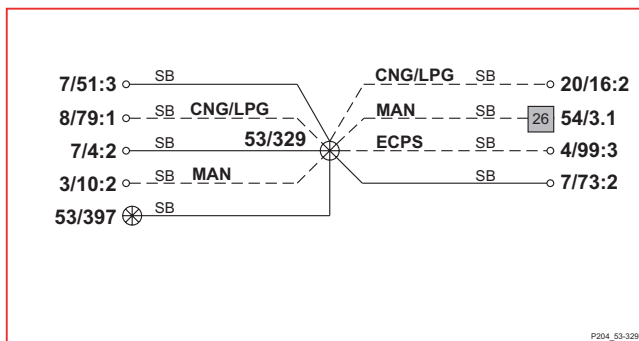 7/51:3 SB CNG/LPG SB 20/16:2
8/79:1 SB CNG/LPG MAN SB 26 54/3.1
53/329
7/4:2 SB ECPS SB 4/99:3
3/10:2 SB MAN SB 7/73:2
53/397 SB
P204_53-329